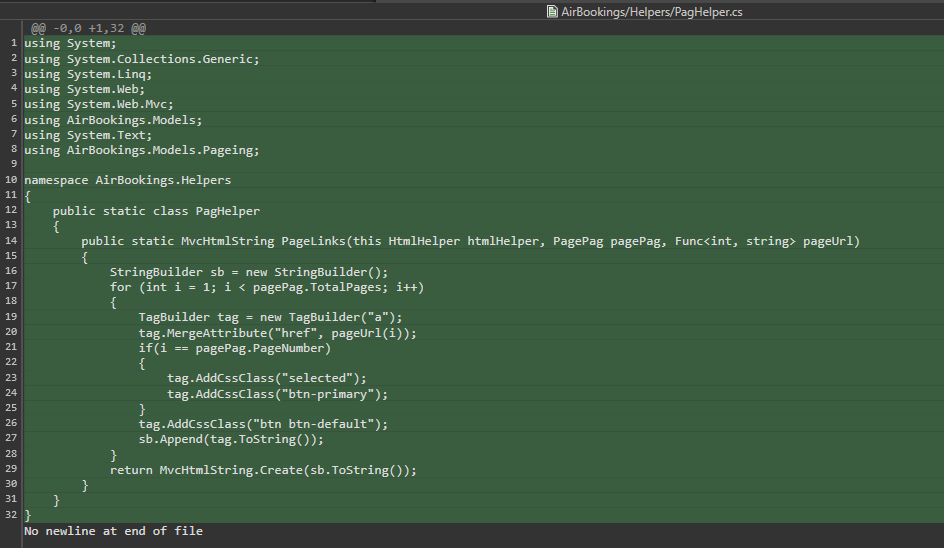 AirBookings/Helpers/PagHelper.cs
@@ -0,0 +1,32 @@
1 using System;
2 using System.Collections.Generic;
3 using System.Linq;
4 using System.Web;
5 using System.Web.Mvc;
6 using AirBookings.Models;
7 using System.Text;
8 using AirBookings.Models.Pageing;
9
10 namespace AirBookings.Helpers
11 {
12     public static class PagHelper
13     {
14         public static MvcHtmlString PageLinks(this HtmlHelper htmlHelper, PagePag pagePag, Func<int, string> pageUrl)
15         {
16             StringBuilder sb = new StringBuilder();
17             for (int i = 1; i < pagePag.TotalPages; i++)
18             {
19                 TagBuilder tag = new TagBuilder("a");
20                 tag.MergeAttribute("href", pageUrl(i));
21                 if(i == pagePag.PageNumber)
22                 {
23                     tag.AddCssClass("selected");
24                     tag.AddCssClass("btn-primary");
25                 }
26                 tag.AddCssClass("btn btn-default");
27                 sb.Append(tag.ToString());
28             }
29             return MvcHtmlString.Create(sb.ToString());
30         }
31     }
32 }
No newline at end of file